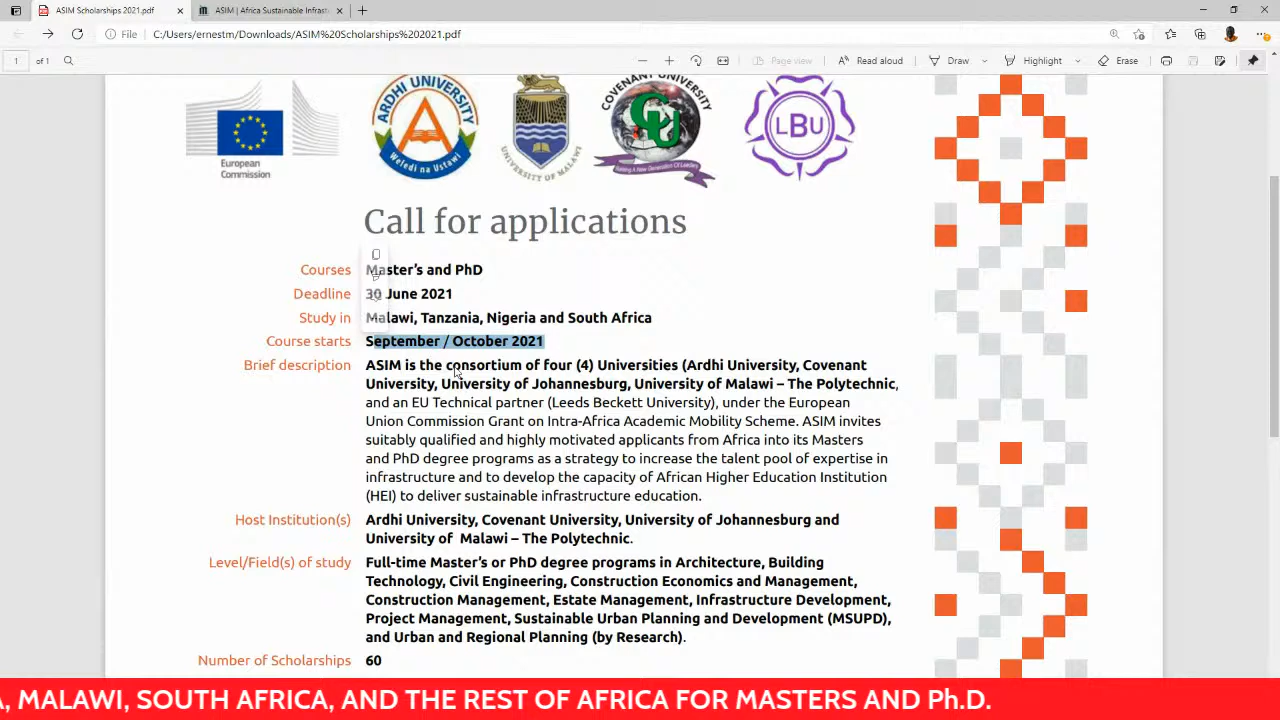 ASIM Scholarships 2021.pdf
ASIM | Africa Sustainable Infrast
File
C:/Users/ernestm/Downloads/ASIM%20Scholarships%202021.pdf
1 of 1
Page view
Read aloud
Draw
Highlight
Erase
European
Commission
ARDHI UNIVERSITY
Weledi na Ustawi
UNIVERSITY OF MALAWI
COVENANT UNIVERSITY
CU
Raising A New Generation Of Leaders
LBU
Call for applications
Courses Master's and PhD
Deadline 30 June 2021
Study in Malawi, Tanzania, Nigeria and South Africa
Course starts September / October 2021
Brief description ASIM is the consortium of four (4) Universities (Ardhi University, Covenant
University, University of Johannesburg, University of Malawi – The Polytechnic,
and an EU Technical partner (Leeds Beckett University), under the European
Union Commission Grant on Intra-Africa Academic Mobility Scheme. ASIM invites
suitably qualified and highly motivated applicants from Africa into its Masters
and PhD degree programs as a strategy to increase the talent pool of expertise in
infrastructure and to develop the capacity of African Higher Education Institution
(HEI) to deliver sustainable infrastructure education.
Host Institution(s) Ardhi University, Covenant University, University of Johannesburg and
University of Malawi – The Polytechnic.
Level/Field(s) of study Full-time Master's or PhD degree programs in Architecture, Building
Technology, Civil Engineering, Construction Economics and Management,
Construction Management, Estate Management, Infrastructure Development,
Project Management, Sustainable Urban Planning and Development (MSUPD),
and Urban and Regional Planning (by Research).
Number of Scholarships 60
, MALAWI, SOUTH AFRICA, AND THE REST OF AFRICA FOR MASTERS AND Ph.D.